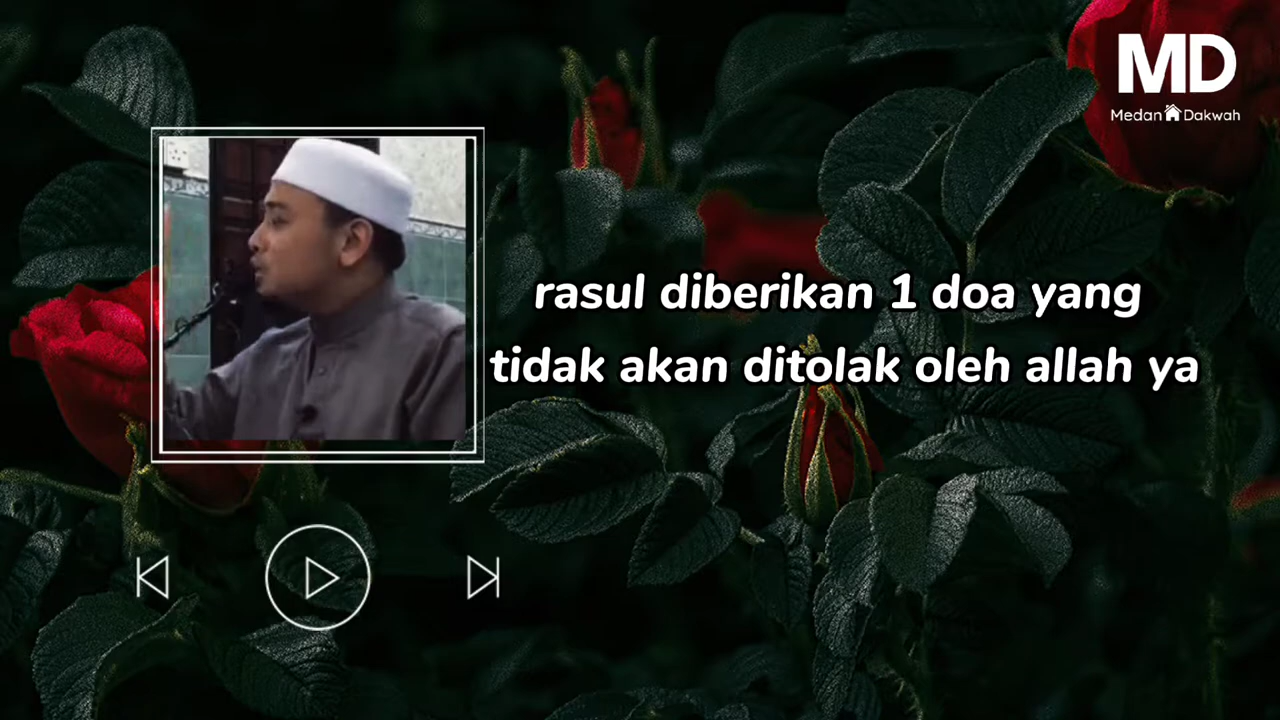 MD
Medan Dakwah
rasul diberikan 1 doa yang
tidak akan ditolak oleh allah ya